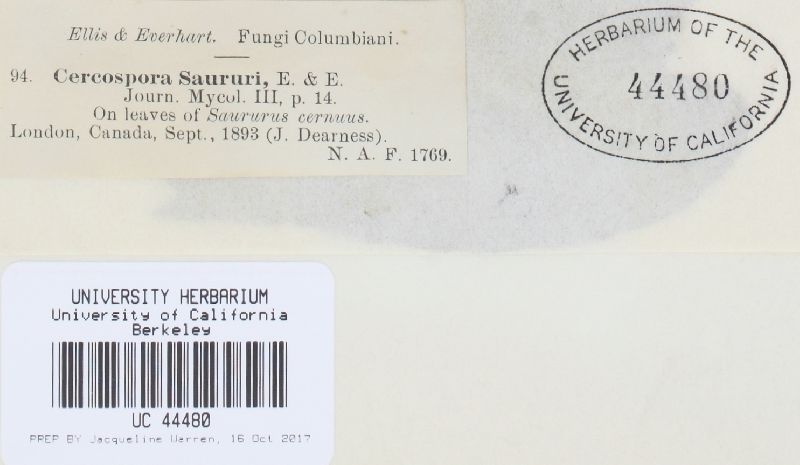 Ellis & Everhart. Fungi Columbiani.
94. Cercospora Saururi, E. & E.
Journ. Mycol. III, p. 14.
On leaves of Saururus cernuus.
London, Canada, Sept., 1893 (J. Dearness).
N. A. F. 1769.
HERBARIUM OF THE
44480
UNIVERSITY OF CALIFORNIA
UNIVERSITY HERBARIUM
University of California
Berkeley
UC 44480
PREP BY Jacqueline Warren, 16 Oct 2017